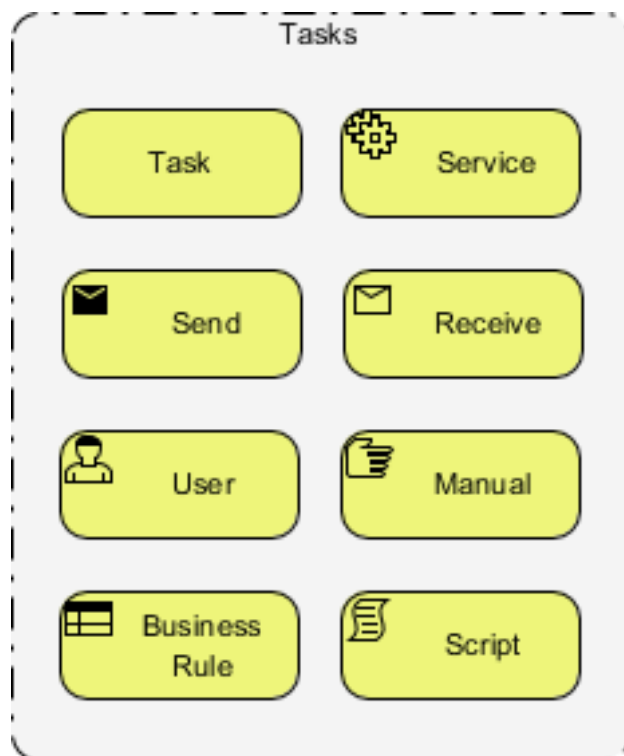 Tasks
Task
Service
Send
Receive
User
Manual
Business
Rule
Script